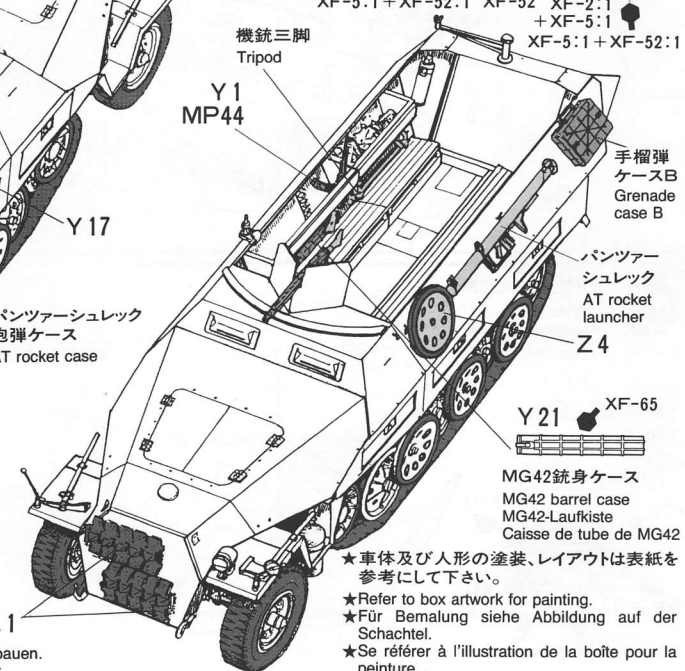 XF-5:1+XF-52:1 XF-52 XF-2:1
+XF-5:1
XF-5:1+XF-52:1
機銃三脚
Tripod
Y 1
MP44
手榴弾
ケースB
Grenade
case B
Y 17
パンツァー
シュレック
AT rocket
launcher
パンツァーシュレック
砲弾ケース
AT rocket case
Z 4
Y 21
XF-65
MG42銃身ケース
MG42 barrel case
MG42-Laufkiste
Caisse de tube de MG42
★車体及び人形の塗装、レイアウトは表紙を
参考にして下さい。
★Refer to box artwork for painting.
★Für Bemalung siehe Abbildung auf der
Schachtel.
★Se référer à l'illustration de la boîte pour la
peinture.
1
bauen.